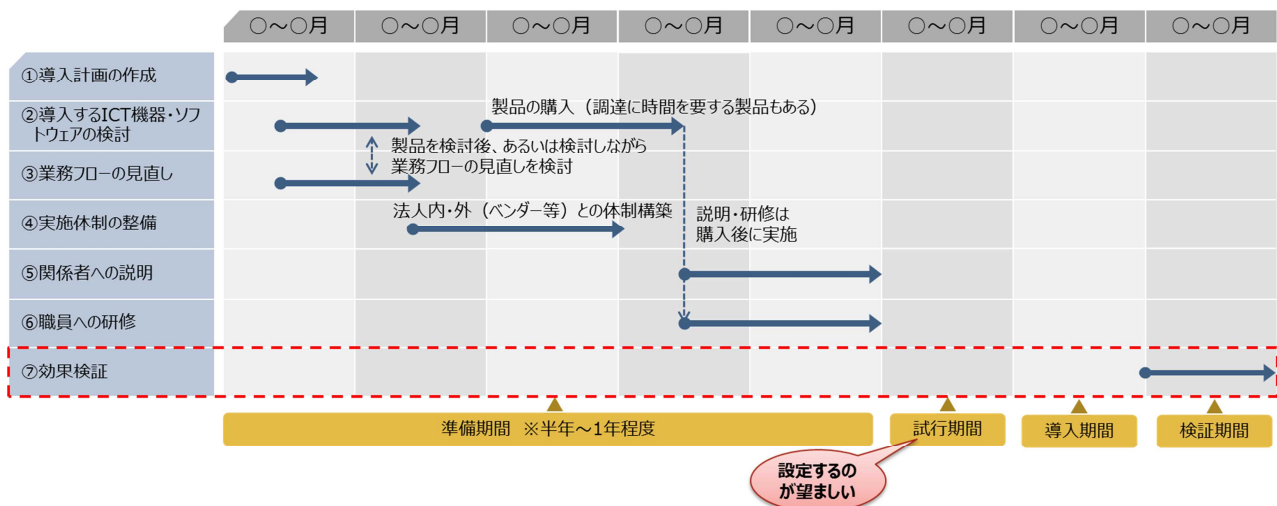 〇～〇月 〇～〇月 〇～〇月 〇～〇月 〇～〇月 〇～〇月 〇～〇月 〇～〇月
①導入計画の作成
②導入するICT機器・ソフ
トウェアの検討
製品の購入（調達に時間を要する製品もある）
製品を検討後、あるいは検討しながら
業務フローの見直しを検討
③業務フローの見直し
④実施体制の整備
法人内・外（ベンダー等）との体制構築
説明・研修は
購入後に実施
⑤関係者への説明
⑥職員への研修
⑦効果検証
準備期間 ※半年～1年程度
試行期間
導入期間
検証期間
設定するの
が望ましい